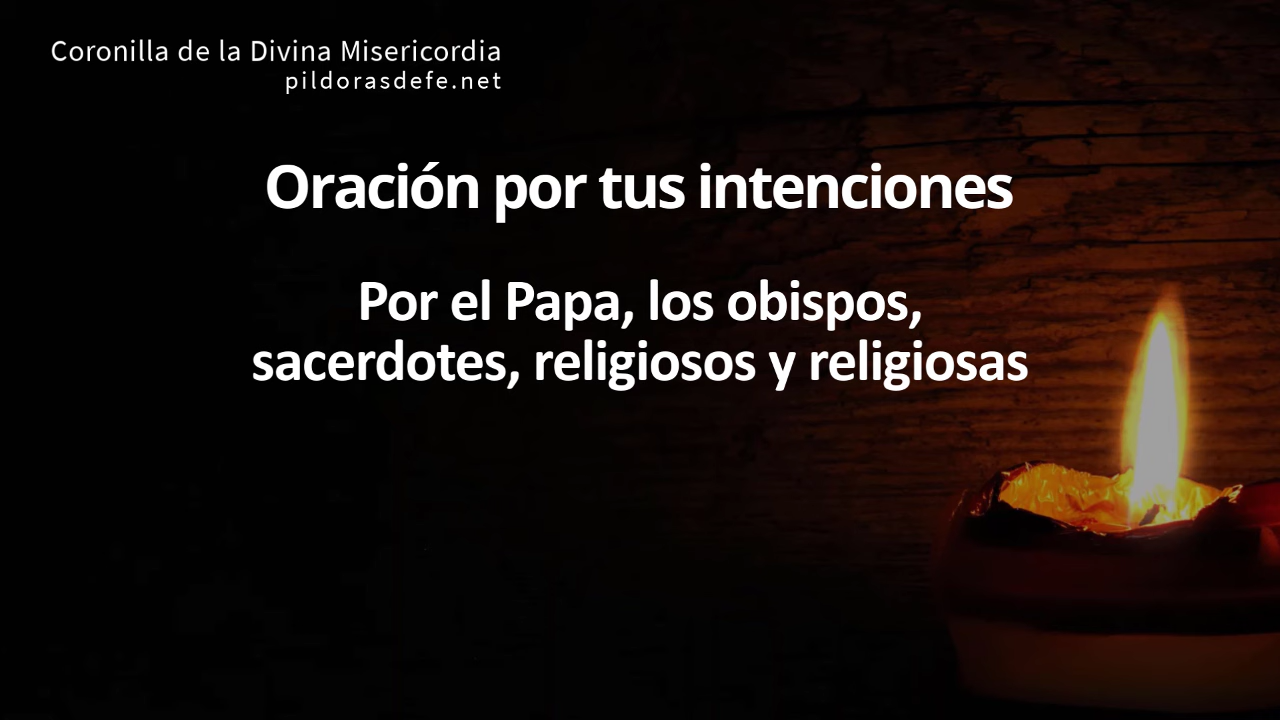 Coronilla de la Divina Misericordia
pildorasdefe.net
Oración por tus intenciones
Por el Papa, los obispos,
sacerdotes, religiosos y religiosas